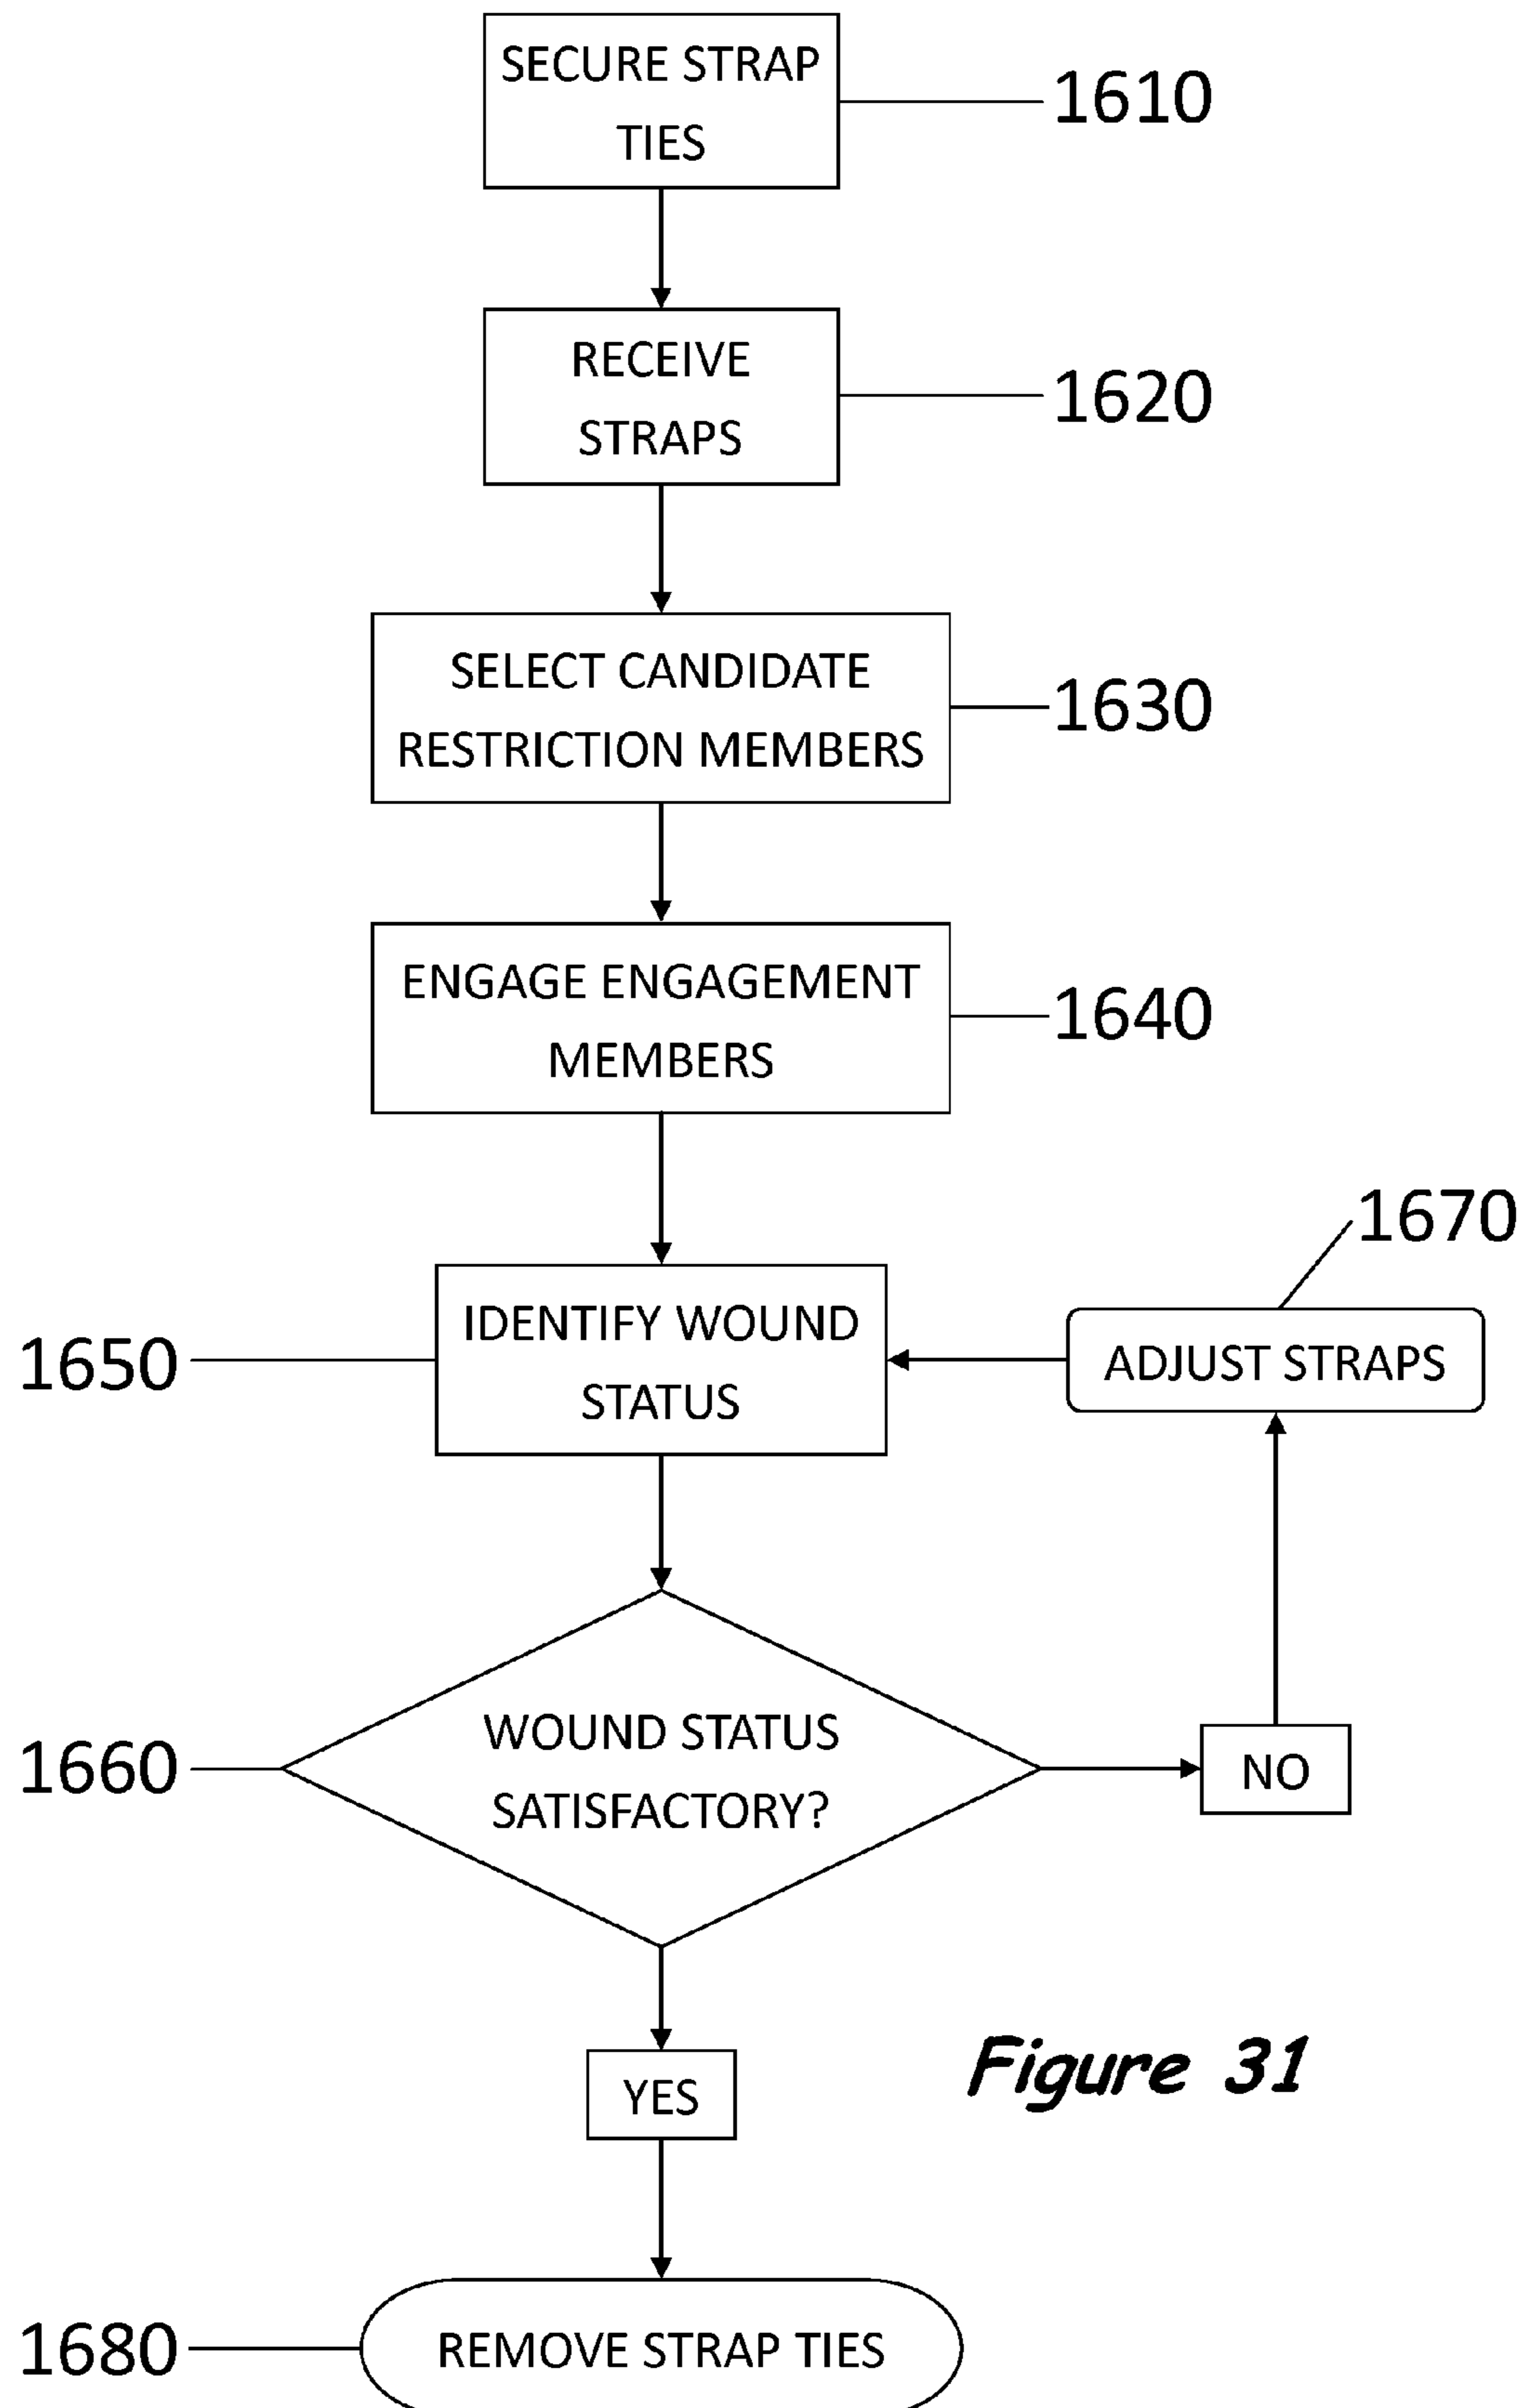 SECURE STRAP
TIES
1610
RECEIVE
STRAPS
1620
SELECT CANDIDATE
RESTRICTION MEMBERS
1630
ENGAGE ENGAGEMENT
MEMBERS
1640
1670
IDENTIFY WOUND
STATUS
1650
ADJUST STRAPS
WOUND STATUS
SATISFACTORY?
1660
NO
YES
Figure 31
REMOVE STRAP TIES
1680